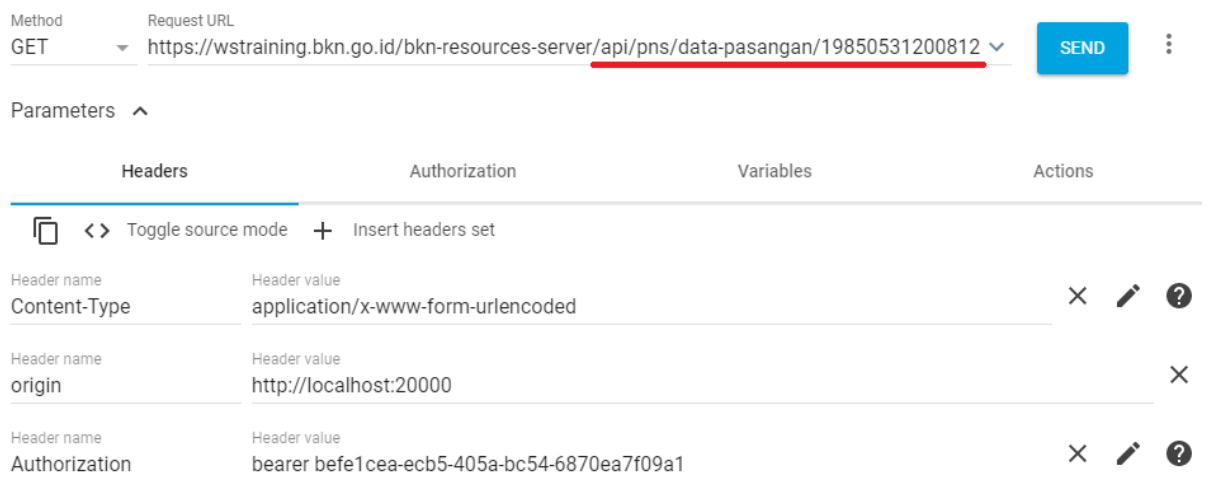 Method Request URL
GET https://wstraining.bkn.go.id/bkn-resources-server/api/pns/data-pasangan/19850531200812 SEND
Parameters
Headers Authorization Variables Actions
Toggle source mode Insert headers set
Header name Header value
Content-Type application/x-www-form-urlencoded
Header name Header value
origin http://localhost:20000
Header name Header value
Authorization bearer befe1cea-ecb5-405a-bc54-6870ea7f09a1